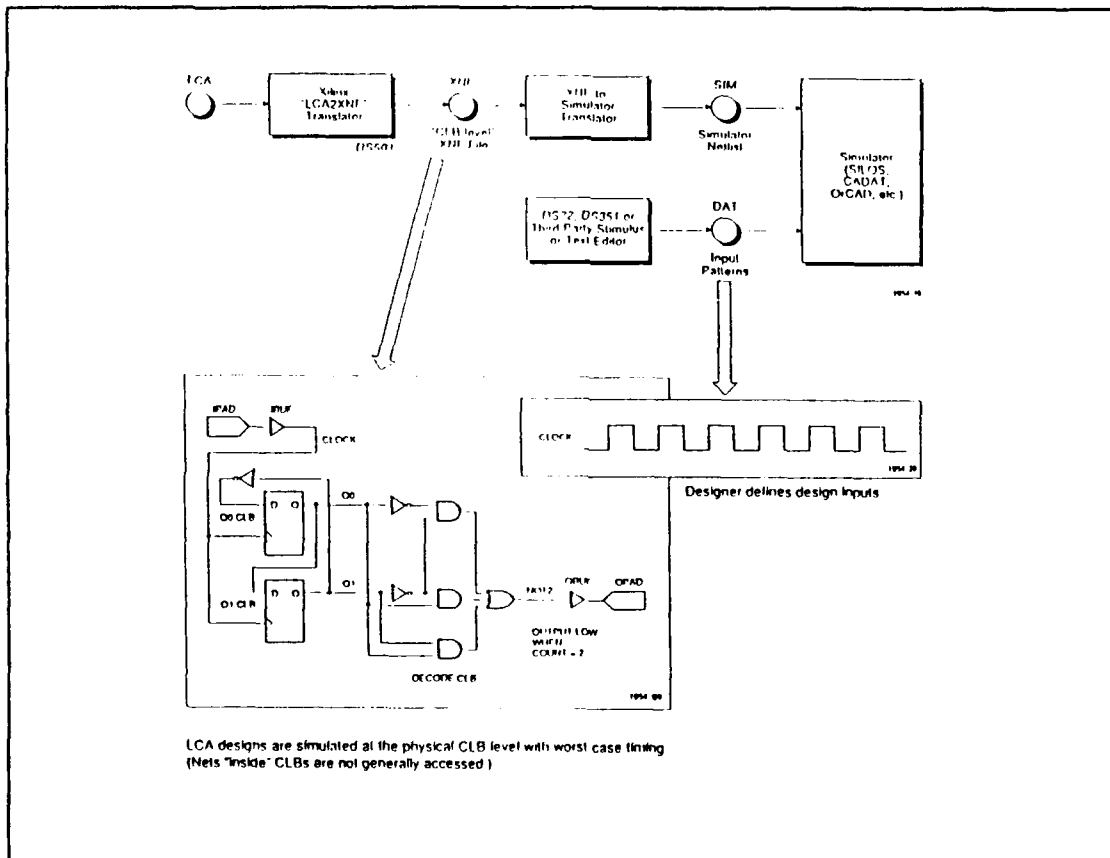 LCA
Xilinx
"LCA2XNF"
Translator
DS501
XNF
"CLB level"
XNF File
XNF to
Simulator
Translator
SIM
Simulator
Netlist
Simulator
(SILOS,
CADAT,
OrCAD, etc.)
DS22, DS351 or
Third Party Stimulus
or Text Editor
DAT
Input
Patterns
IPAD
IBUF
CLOCK
D Q
Q0 CLB
Q0
D Q
Q1 CLB
Q1
DECODE CLB
NOT2
OBUF
OPAD
OUTPUT LOW
WHEN
COUNT = 2
CLOCK
Designer defines design inputs
LCA designs are simulated at the physical CLB level with worst case timing
(Nets "inside" CLBs are not generally accessed.)